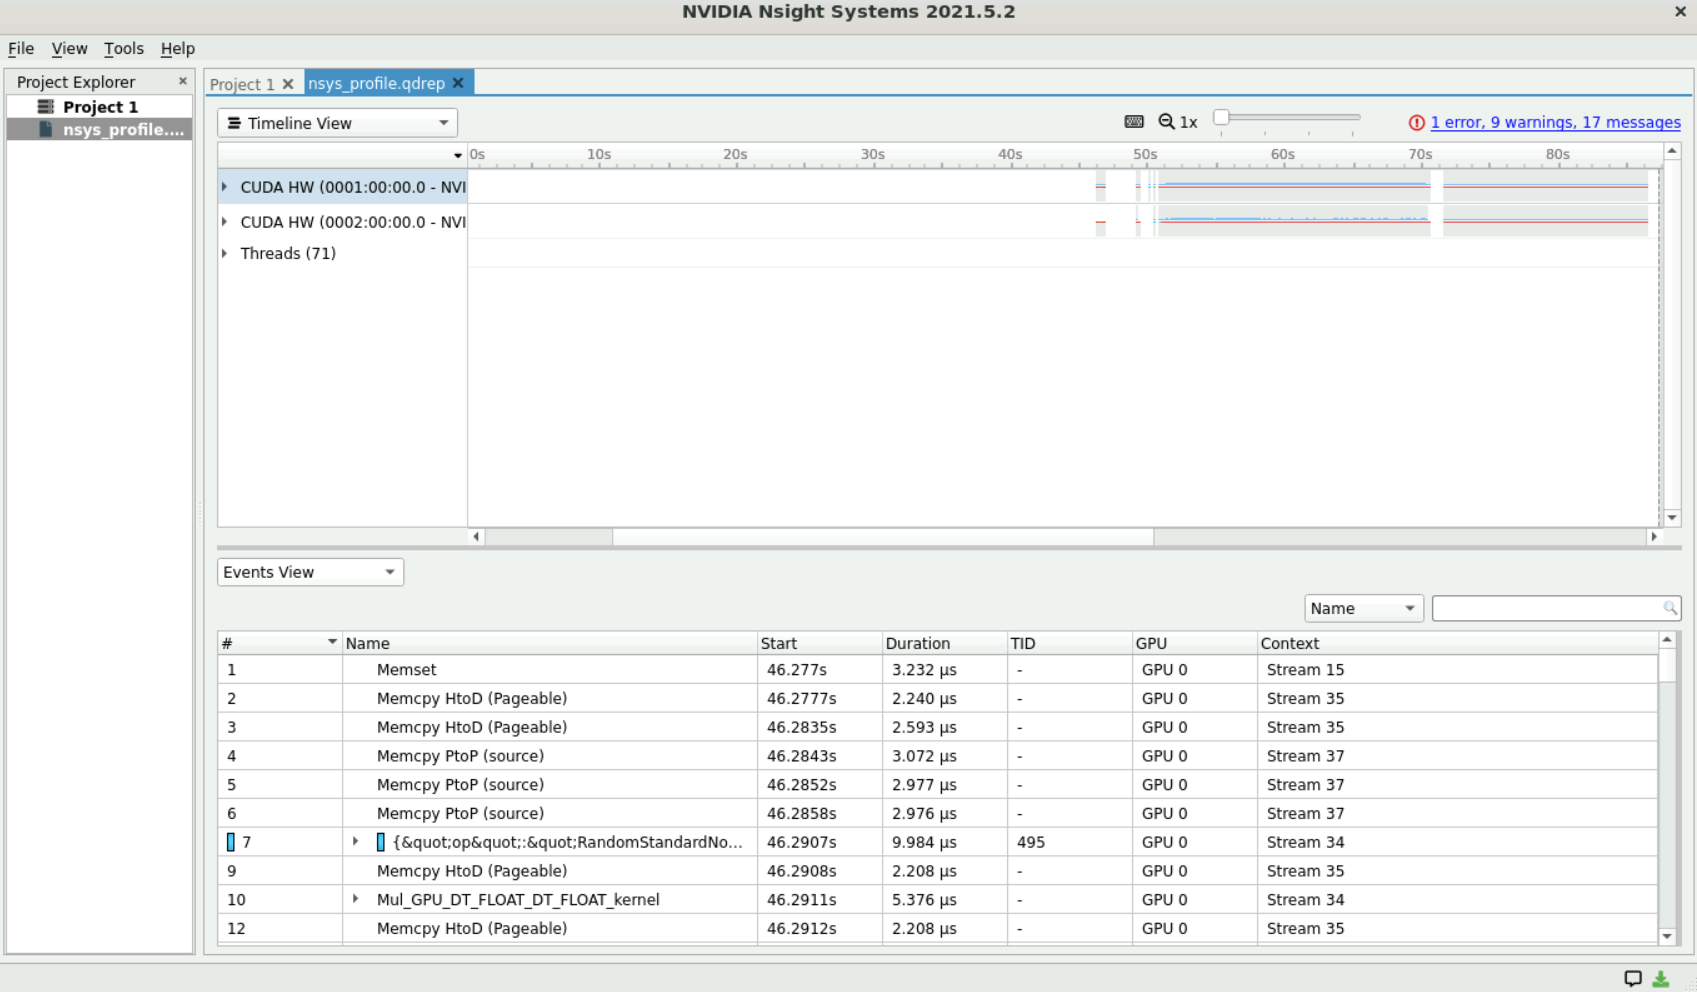 NVIDIA Nsight Systems 2021.5.2
File View Tools Help
Project Explorer
Project 1
nsys_profile....
Project 1
nsys_profile.qdrep
Timeline View
1x
1 error, 9 warnings, 17 messages
0s 10s 20s 30s 40s 50s 60s 70s 80s
CUDA HW (0001:00:00.0 - NVI
CUDA HW (0002:00:00.0 - NVI
Threads (71)
Events View
Name
# Name Start Duration TID GPU Context
1 Memset 46.277s 3.232 μs - GPU 0 Stream 15
2 Memcpy HtoD (Pageable) 46.2777s 2.240 μs - GPU 0 Stream 35
3 Memcpy HtoD (Pageable) 46.2835s 2.593 μs - GPU 0 Stream 35
4 Memcpy PtoP (source) 46.2843s 3.072 μs - GPU 0 Stream 37
5 Memcpy PtoP (source) 46.2852s 2.977 μs - GPU 0 Stream 37
6 Memcpy PtoP (source) 46.2858s 2.976 μs - GPU 0 Stream 37
7 {&quot;op&quot;:&quot;RandomStandardNo... 46.2907s 9.984 μs 495 GPU 0 Stream 34
9 Memcpy HtoD (Pageable) 46.2908s 2.208 μs - GPU 0 Stream 35
10 Mul_GPU_DT_FLOAT_DT_FLOAT_kernel 46.2911s 5.376 μs - GPU 0 Stream 34
12 Memcpy HtoD (Pageable) 46.2912s 2.208 μs - GPU 0 Stream 35